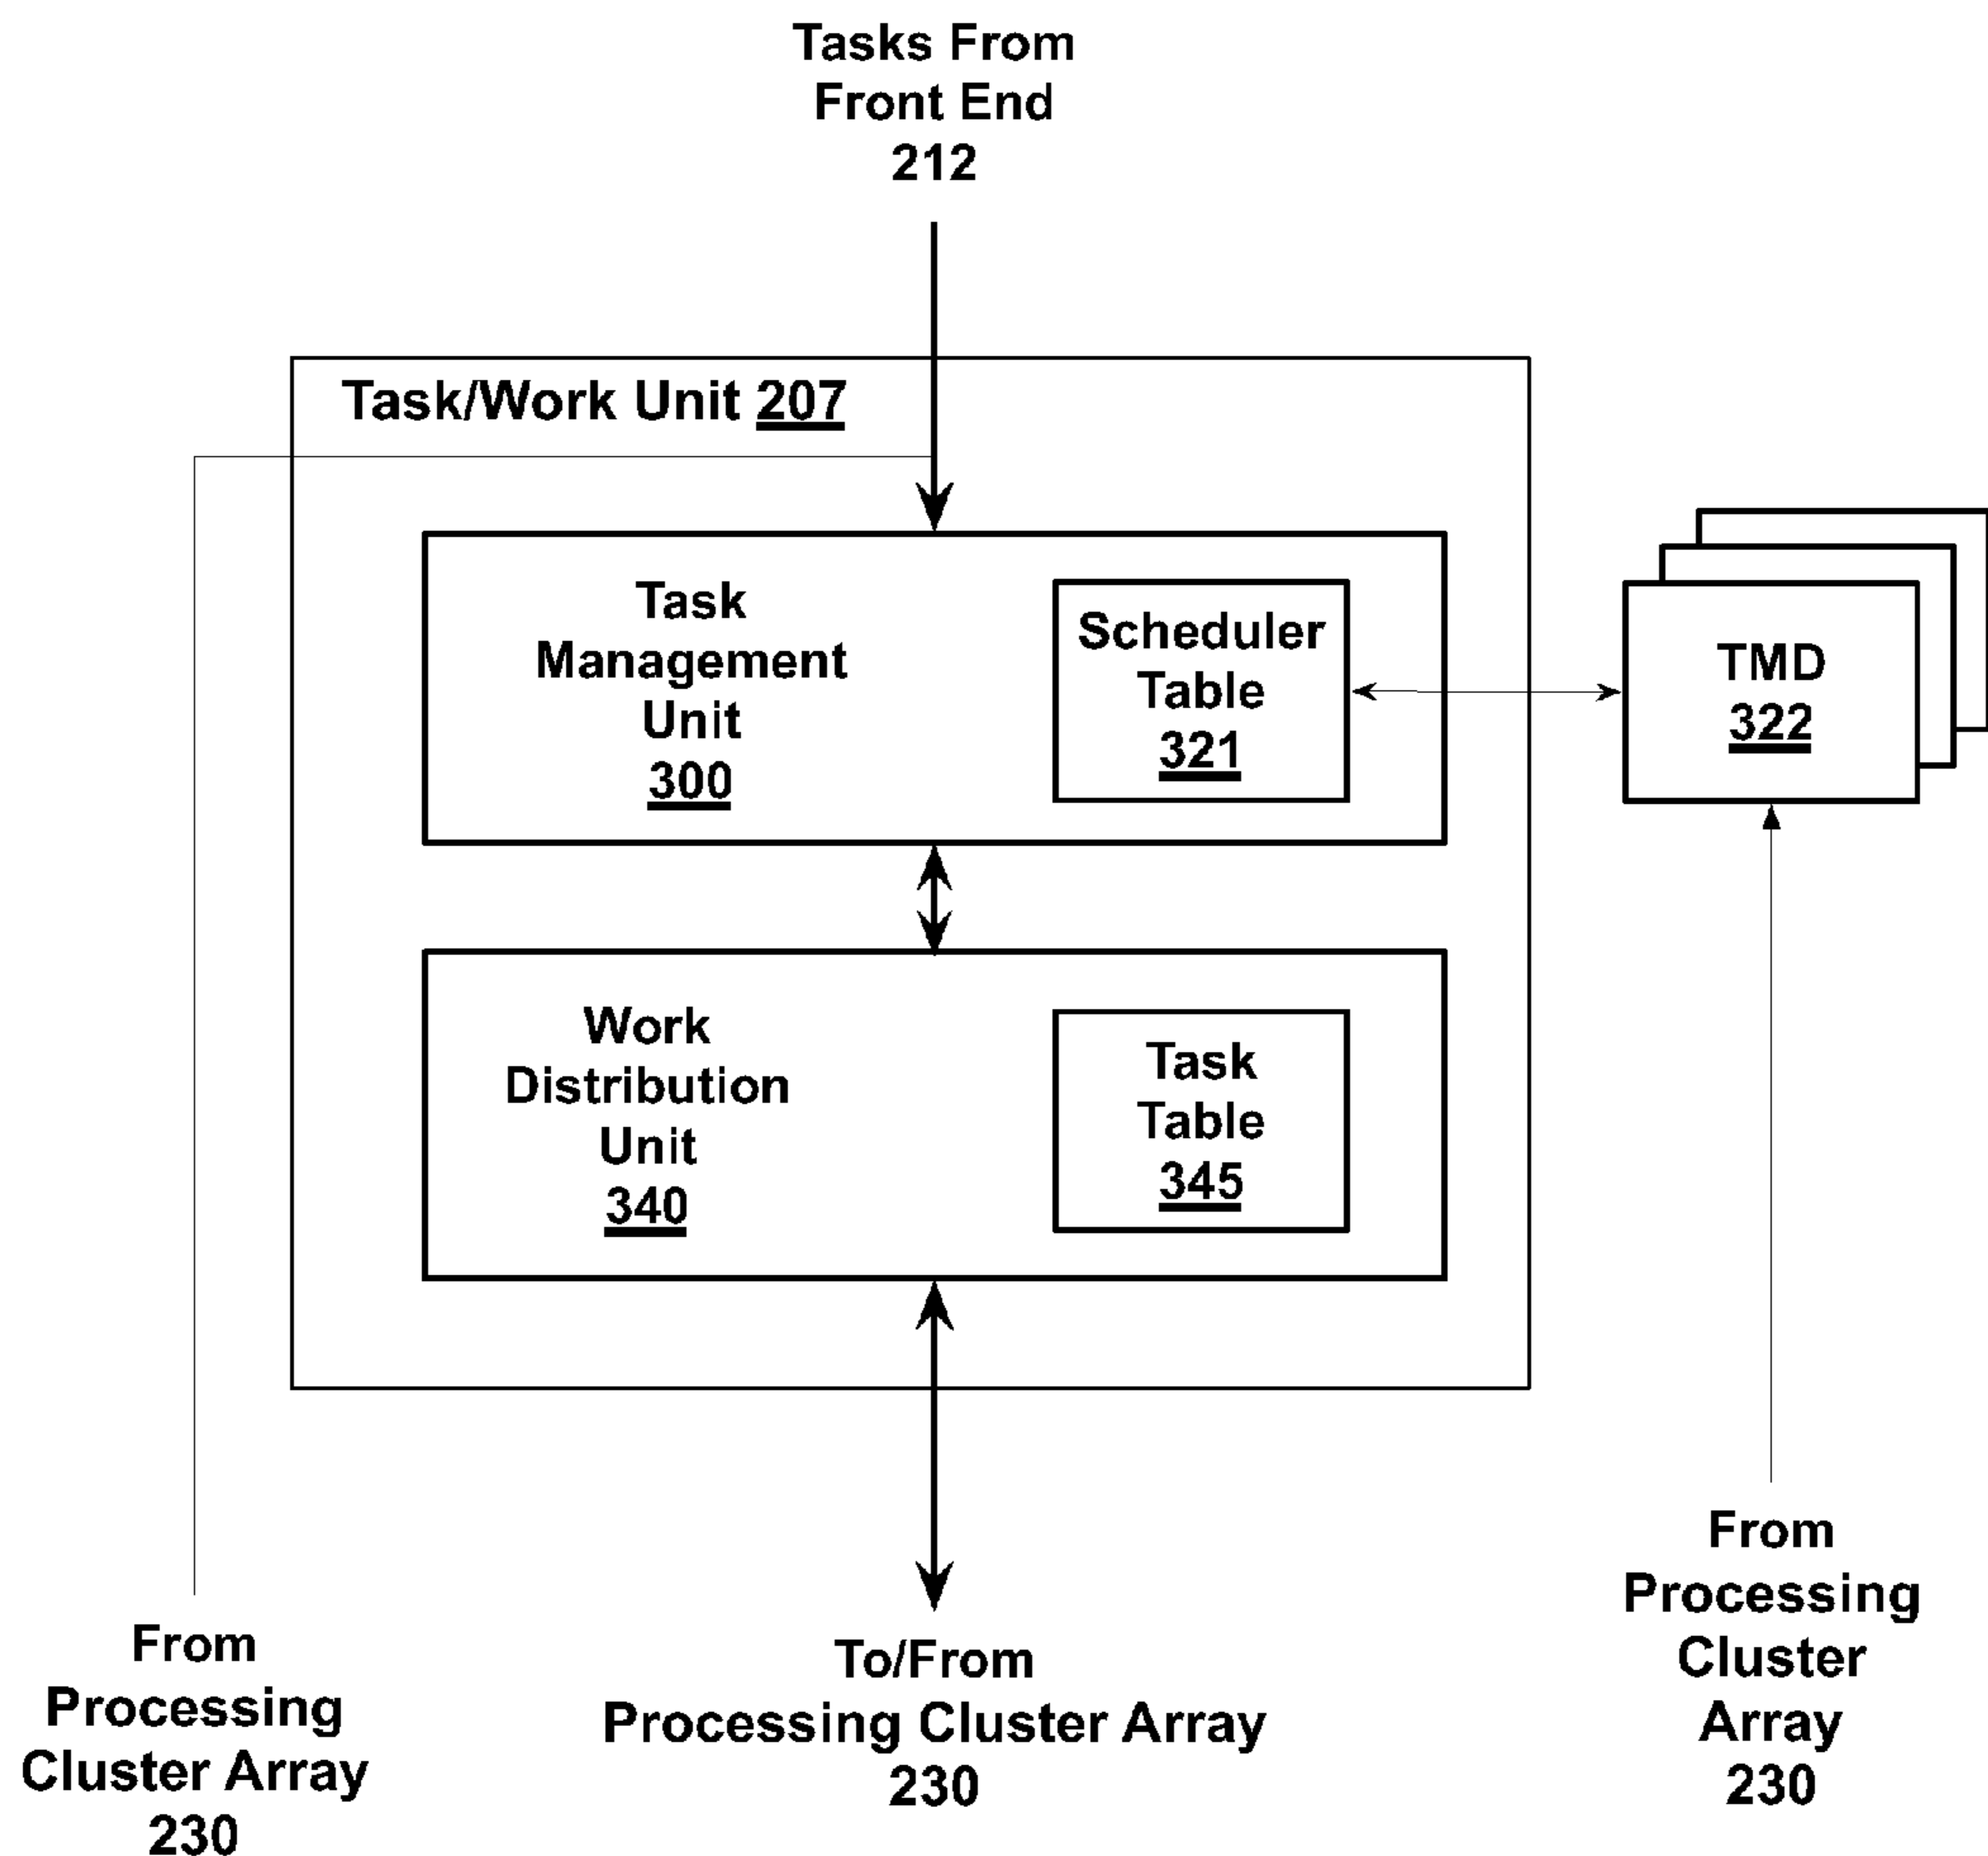 Tasks From
Front End
212
Task/Work Unit 207
Task
Management
Unit
300
Scheduler
Table
321
TMD
322
Work
Distribution
Unit
340
Task
Table
345
From
Processing
Cluster Array
230
To/From
Processing Cluster Array
230
From
Processing
Cluster
Array
230